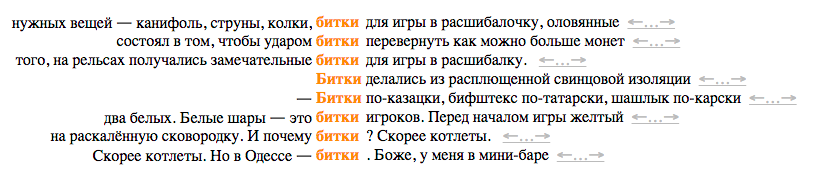 нужных вещей — канифоль, струны, колки, битки для игры в расшибалочку, оловянные ←...→
состоял в том, чтобы ударом битки перевернуть как можно больше монет ←...→
того, на рельсах получались замечательные битки для игры в расшибалку. ←...→
Битки делались из расплющенной свинцовой изоляции ←...→
— Битки по-казацки, бифштекс по-татарски, шашлык по-карски ←...→
два белых. Белые шары — это битки игроков. Перед началом игры желтый ←...→
на раскалённую сковородку. И почему битки ? Скорее котлеты. ←...→
Скорее котлеты. Но в Одессе — битки . Боже, у меня в мини-баре ←...→